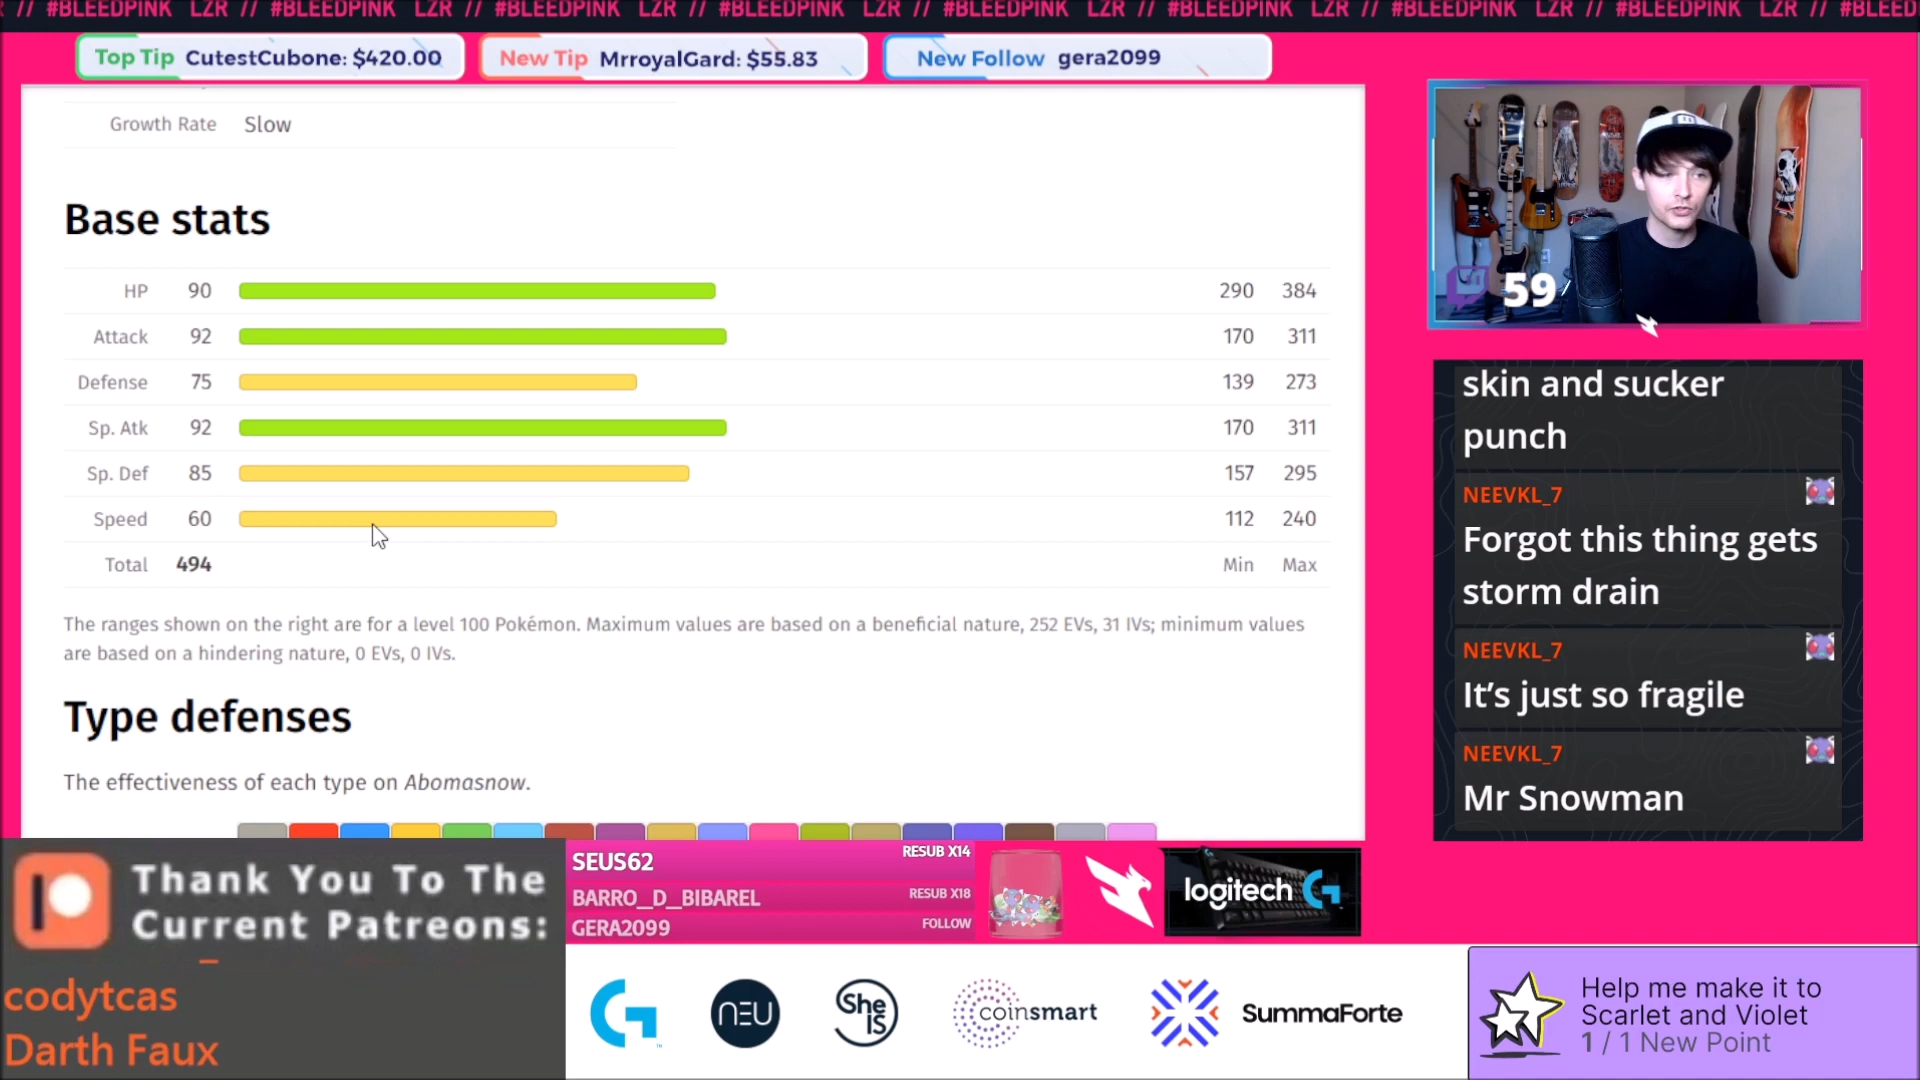 // #BLEEDPINK LZR // #BLEEDPINK LZR // #BLEEDPINK LZR // #BLEEDPINK LZR // #BLEEDPINK LZR // #BLEEDPINK LZR // #BLEEDPINK LZR // #BLEEDPINK LZR // #BLEED
Top Tip CutestCubone: $420.00
New Tip MrroyalGard: $55.83
New Follow gera2099
Growth Rate Slow
Base stats
HP 90 290 384
Attack 92 170 311
Defense 75 139 273
Sp. Atk 92 170 311
Sp. Def 85 157 295
Speed 60 112 240
Total 494 Min Max
The ranges shown on the right are for a level 100 Pokémon. Maximum values are based on a beneficial nature, 252 EVs, 31 IVs; minimum values
are based on a hindering nature, 0 EVs, 0 IVs.
Type defenses
The effectiveness of each type on Abomasnow.
59
skin and sucker
punch
NEEVKL_7
Forgot this thing gets
storm drain
NEEVKL_7
It's just so fragile
NEEVKL_7
Mr Snowman
Thank You To The
Current Patreons:
codytcas
Darth Faux
SEUS62 RESUB X14
BARRO_D_BIBAREL RESUB X18
GERA2099 FOLLOW
logitech G
NEU
She
IS
coinsmart
SummaForte
Help me make it to
Scarlet and Violet
1 / 1 New Point